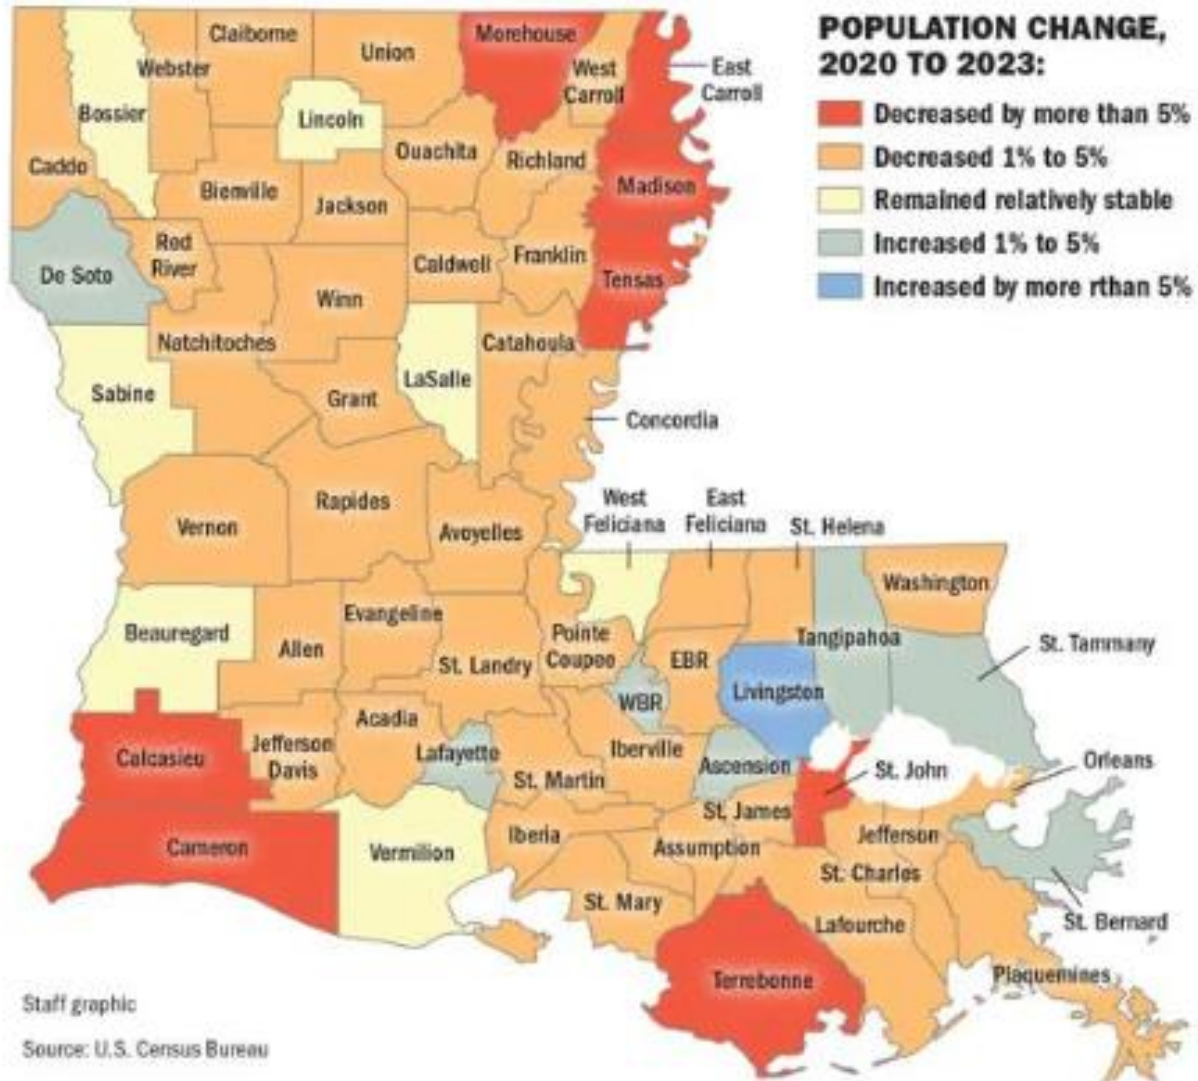 POPULATION CHANGE,
2020 TO 2023:
Decreased by more than 5%
Decreased 1% to 5%
Remained relatively stable
Increased 1% to 5%
Increased by more rthan 5%
Claiborne
Morehouse
Union
Webster
West
Carroll
East
Carroll
Bossier
Lincoln
Caddo
Ouachita
Richland
Bienville
Jackson
Madison
Red
River
De Soto
Caldwell
Franklin
Tensas
Winn
Natchitoches
Catahoula
Sabine
LaSalle
Grant
Concordia
Vernon
Rapides
Avoyelles
West
Feliciana
East
Feliciana
St. Helena
Washington
Beauregard
Allen
Evangeline
St. Landry
Pointe
Coupee
EBR
Tangipahoa
St. Tammany
WBR
Livingston
Calcasieu
Jefferson
Davis
Acadia
Lafayette
St. Martin
Iberville
Ascension
St. John
Orleans
Cameron
Vermilion
Iberia
St. James
Assumption
Jefferson
St. Charles
St. Mary
Lafourche
St. Bernard
Terrebonne
Plaquemines
Staff graphic
Source: U.S. Census Bureau